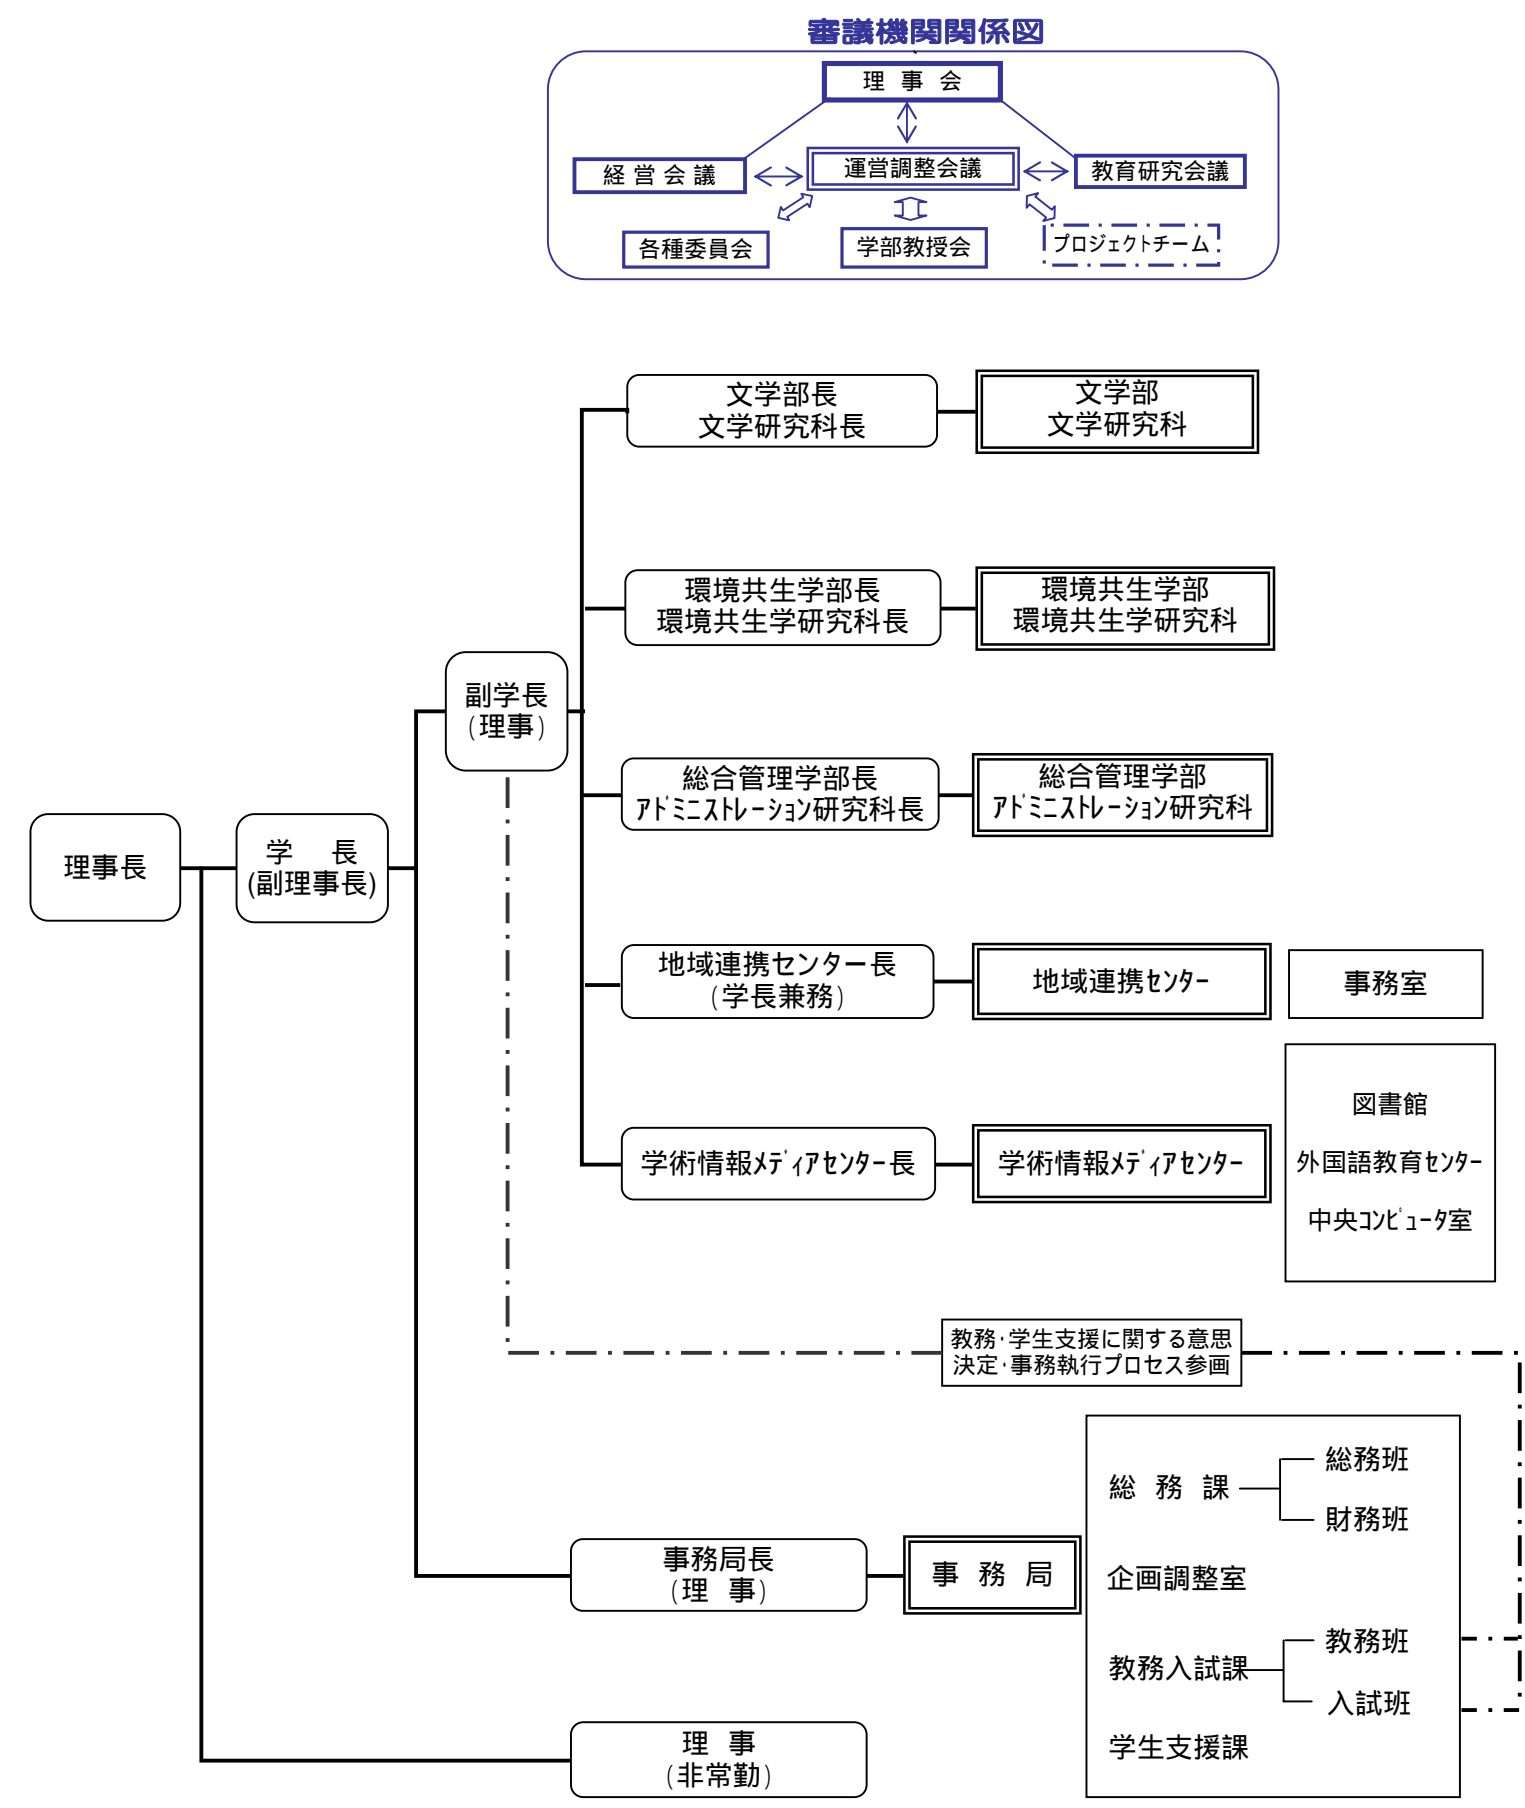 審議機関関係図
理 事 会
経 営 会 議
運営調整会議
教育研究会議
各種委員会
学部教授会
プロジェクトチーム
文学部長
文学研究科長
文学部
文学研究科
環境共生学部長
環境共生学研究科長
環境共生学部
環境共生学研究科
副学長
(理事)
総合管理学部長
ｱﾄﾞﾐﾆｽﾄﾚｰｼｮﾝ研究科長
総合管理学部
ｱﾄﾞﾐﾆｽﾄﾚｰｼｮﾝ研究科
理事長
学 長
(副理事長)
地域連携センター長
(学長兼務)
地域連携ｾﾝﾀｰ
事務室
学術情報ﾒﾃﾞｨｱｾﾝﾀｰ長
学術情報ﾒﾃﾞｨｱｾﾝﾀｰ
図書館
外国語教育ｾﾝﾀｰ
中央ｺﾝﾋﾟｭｰﾀ室
教務･学生支援に関する意思
決定･事務執行プロセス参画
事務局長
(理 事)
事 務 局
総 務 課
総務班
財務班
企画調整室
教務入試課
教務班
入試班
学生支援課
理 事
(非常勤)